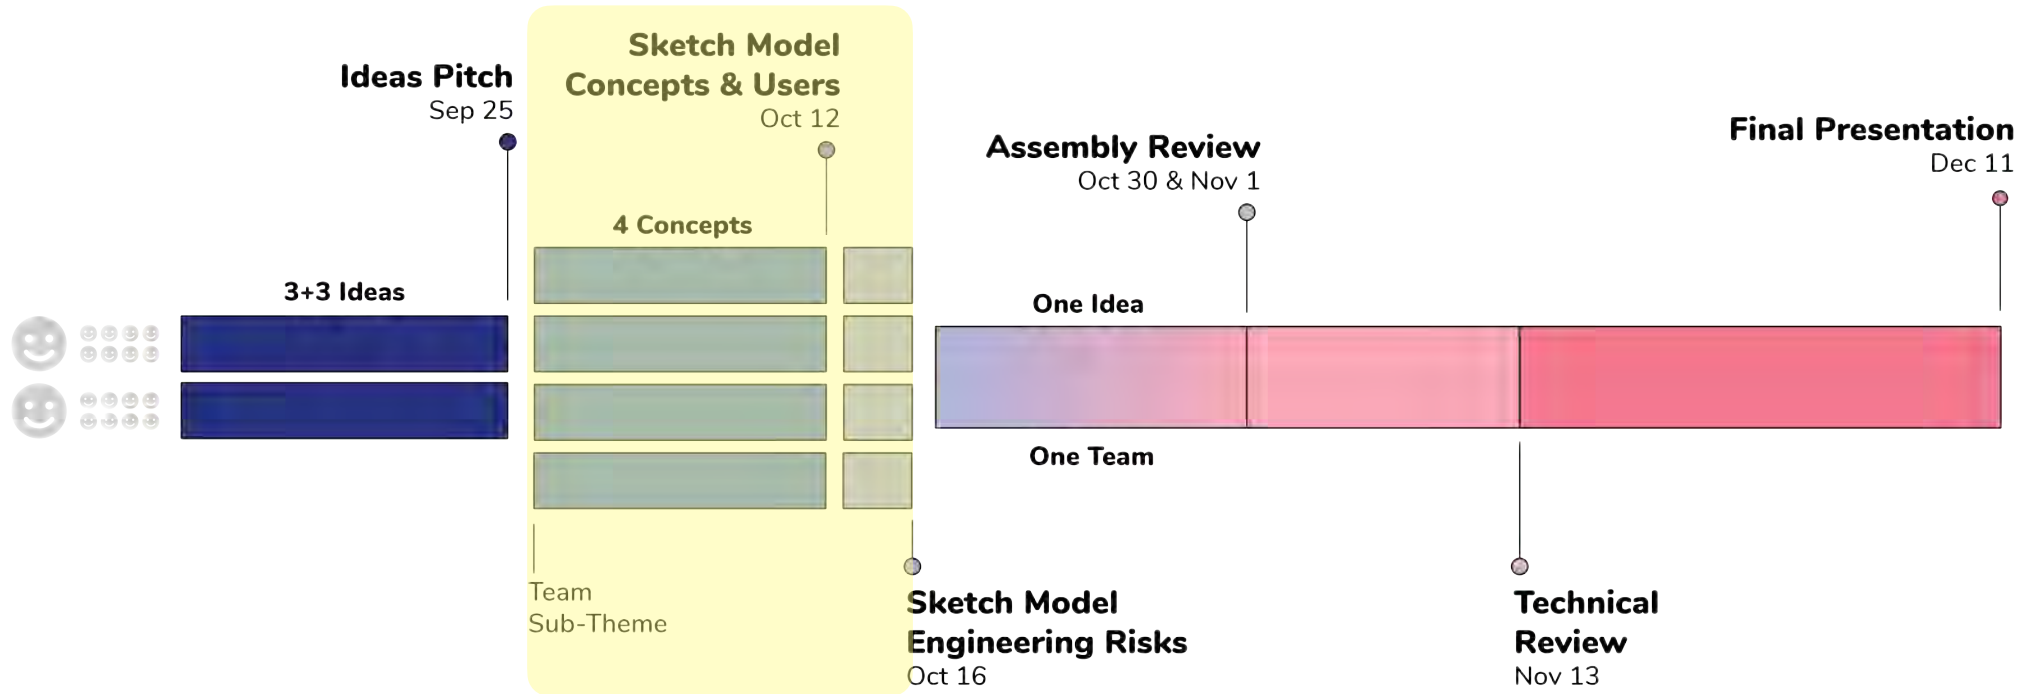 Ideas Pitch
Sep 25
3+3 Ideas
Sketch Model
Concepts & Users
Oct 12
4 Concepts
Team
Sub-Theme
Sketch Model
Engineering Risks
Oct 16
Assembly Review
Oct 30 & Nov 1
One Idea
One Team
Technical
Review
Nov 13
Final Presentation
Dec 11